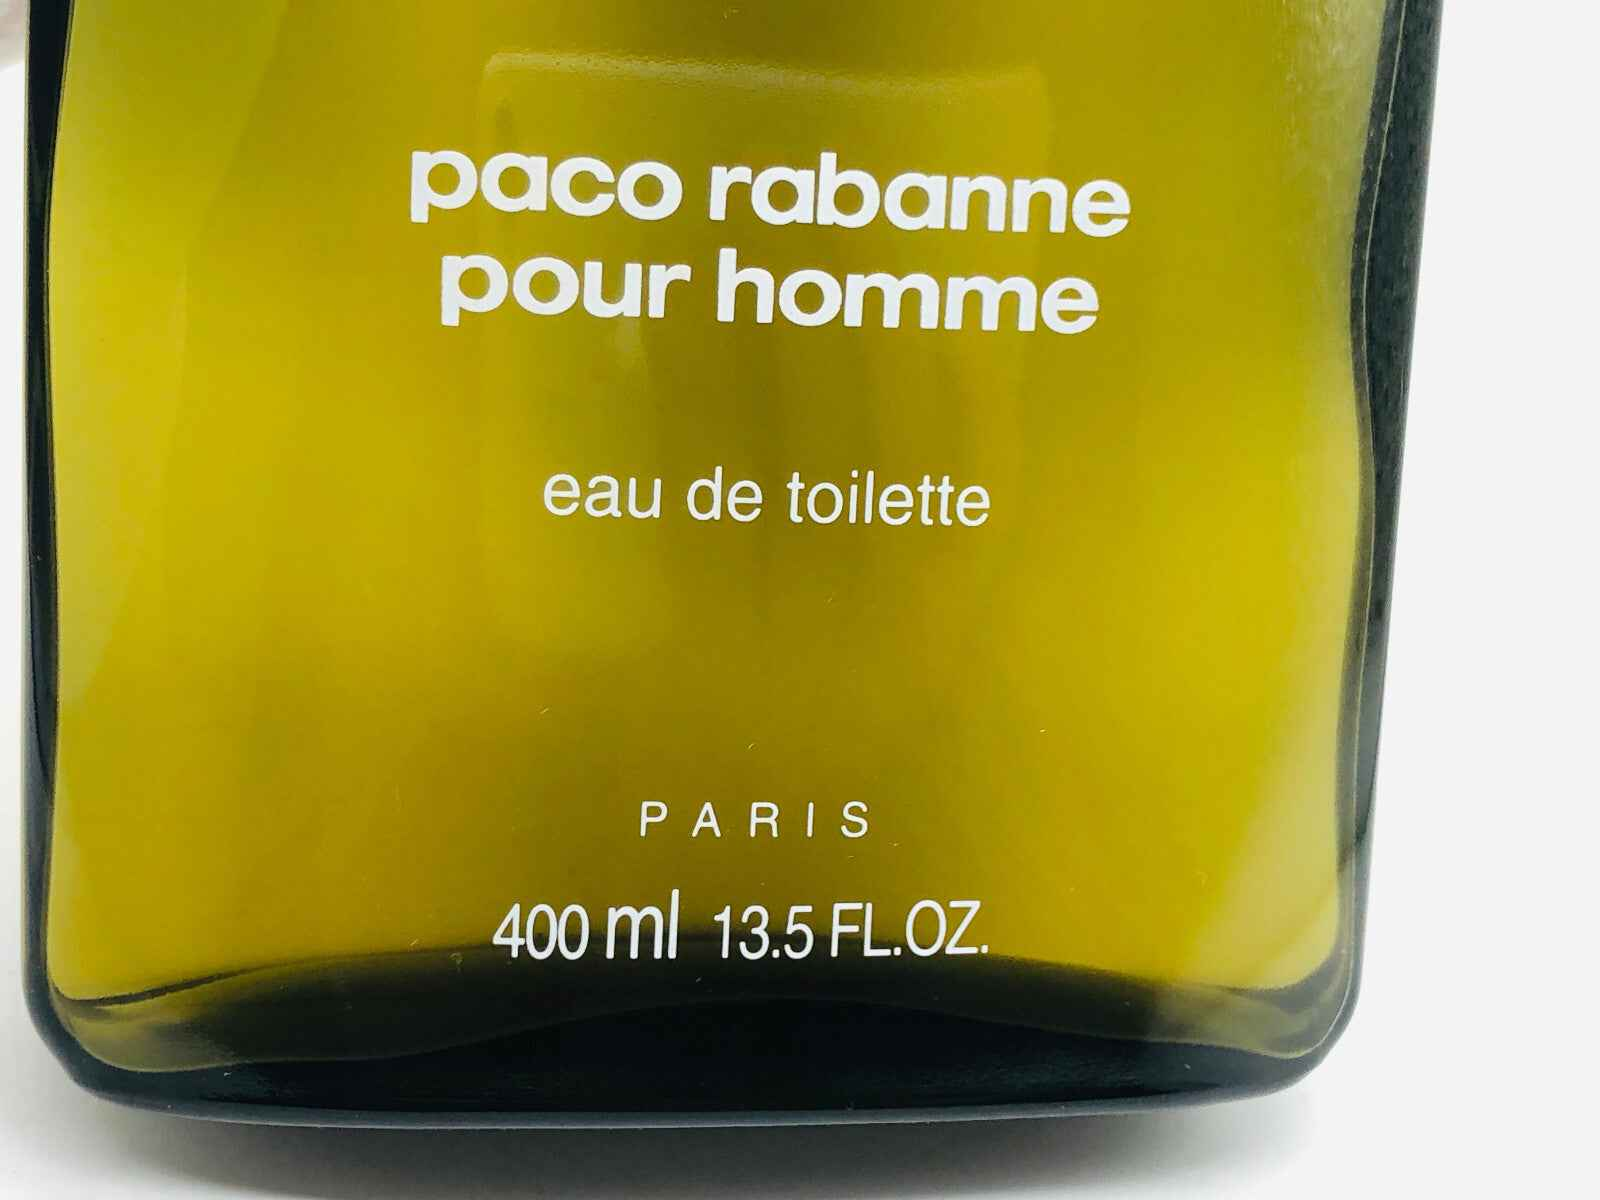 paco rabanne
pour homme
eau de toilette
PARIS
400 ml 13.5 FL.OZ.